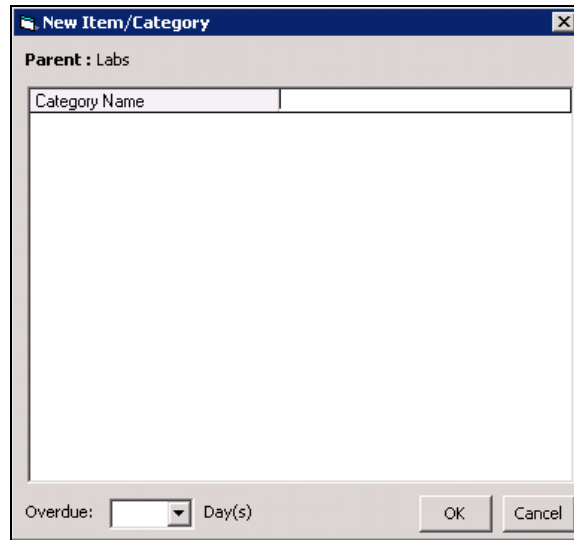 New Item/Category
Parent : Labs
Category Name
Overdue: Day(s) OK Cancel